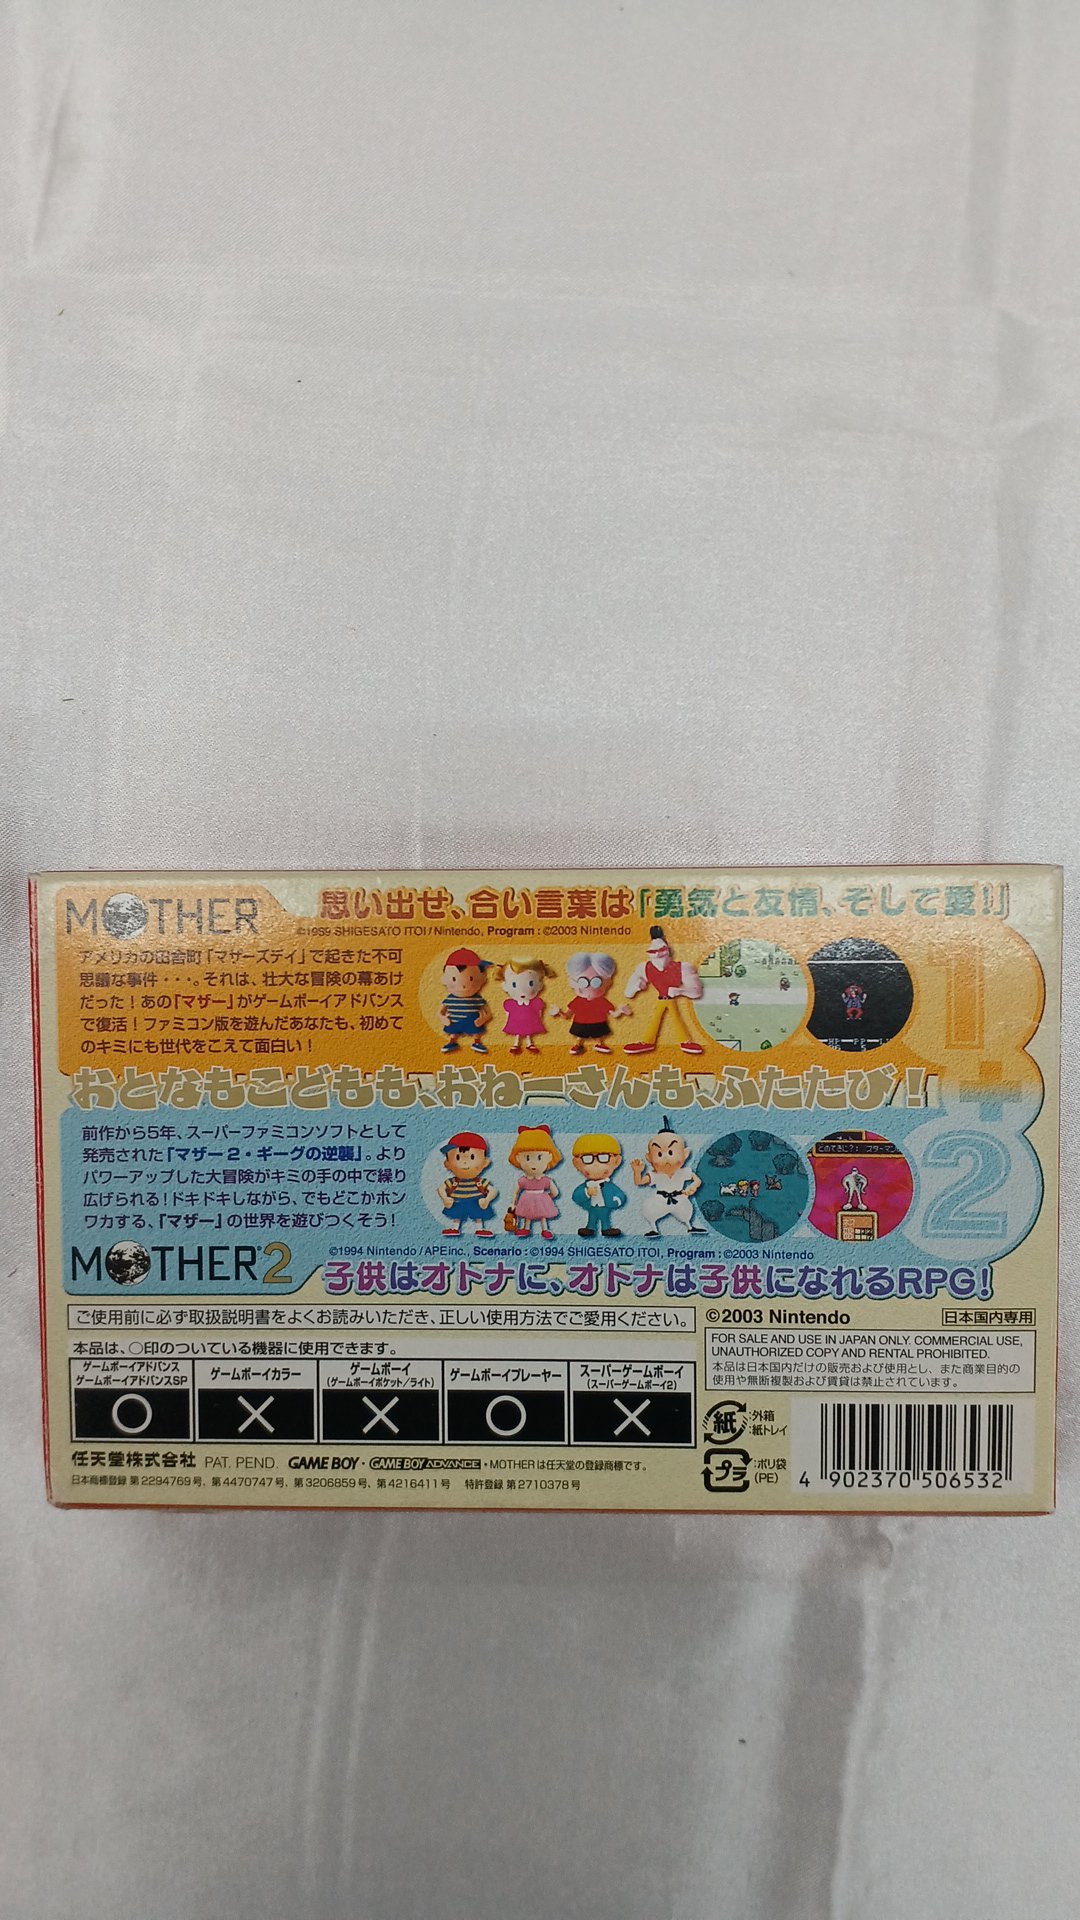 MOTHER
思い出せ、合い言葉は「勇気と友情、そして愛!」
©1989 SHIGESATO ITOI / Nintendo, Program : ©2003 Nintendo
アメリカの田舎町「マザーズデイ」で起きた不可
思議な事件・・・。それは、壮大な冒険の幕あけ
だった!あの「マザー」がゲームボーイアドバンス
で復活!ファミコン版を遊んだあなたも、初めて
のキミにも世代をこえて面白い!
1+2
おとなもこどもも、おねーさんも、ふたたび!
前作から5年、スーパーファミコンソフトとして
発売された「マザー2・ギーグの逆襲」。より
パワーアップした大冒険がキミの手の中で繰り
広げられる!ドキドキしながら、でもどこかホン
ワカする、「マザー」の世界を遊びつくそう!
MOTHER2
©1994 Nintendo / APE inc., Scenario : ©1994 SHIGESATO ITOI, Program : ©2003 Nintendo
子供はオトナに、オトナは子供になれるRPG!
ご使用前に必ず取扱説明書をよくお読みいただき、正しい使用方法でご愛用ください。
©2003 Nintendo
日本国内専用
FOR SALE AND USE IN JAPAN ONLY. COMMERCIAL USE,
UNAUTHORIZED COPY AND RENTAL PROHIBITED.
本品は日本国内だけの販売および使用とし、また商業目的の
使用や無断複製および賃貸は禁止されています。
本品は、○印のついている機器に使用できます。
ゲームボーイアドバンス
ゲームボーイアドバンスSP
○
ゲームボーイカラー
×
ゲームボーイ
(ゲームボーイポケット/ライト)
×
ゲームボーイプレーヤー
○
スーパーゲームボーイ
(スーパーゲームボーイ2)
×
紙
:外箱
:紙トレイ
プラ
:ポリ袋
(PE)
4 902370 506532
任天堂株式会社 PAT. PEND. GAME BOY・GAME BOY ADVANCE・MOTHERは任天堂の登録商標です。
日本商標登録 第2294769号、第4470747号、第3206859号、第4216411号 特許登録 第2710378号